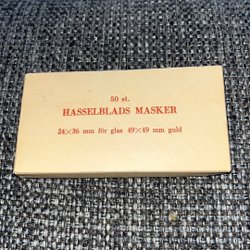 50 st.
HASSELBLADS MASKER
24×36 mm för glas 49×49 mm guld